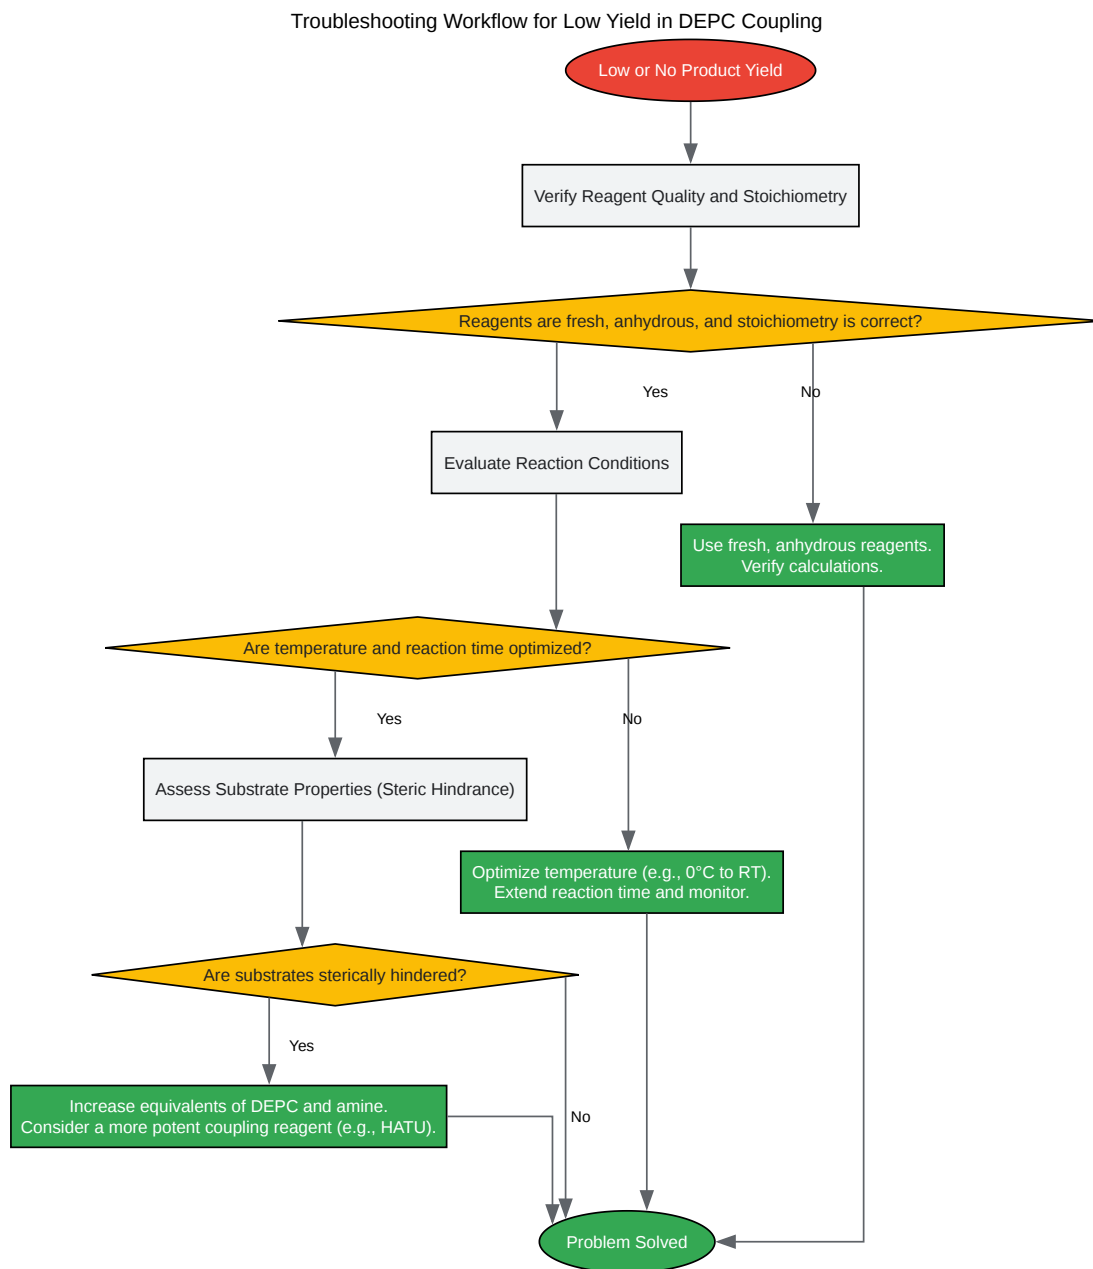 Troubleshooting Workflow for Low Yield in DEPC Coupling
Low or No Product Yield
Verify Reagent Quality and Stoichiometry
Reagents are fresh, anhydrous, and stoichiometry is correct?
Yes
No
Evaluate Reaction Conditions
Use fresh, anhydrous reagents.
Verify calculations.
Are temperature and reaction time optimized?
Yes
No
Assess Substrate Properties (Steric Hindrance)
Optimize temperature (e.g., 0°C to RT).
Extend reaction time and monitor.
Are substrates sterically hindered?
Yes
Increase equivalents of DEPC and amine.
Consider a more potent coupling reagent (e.g., HATU).
No
Problem Solved